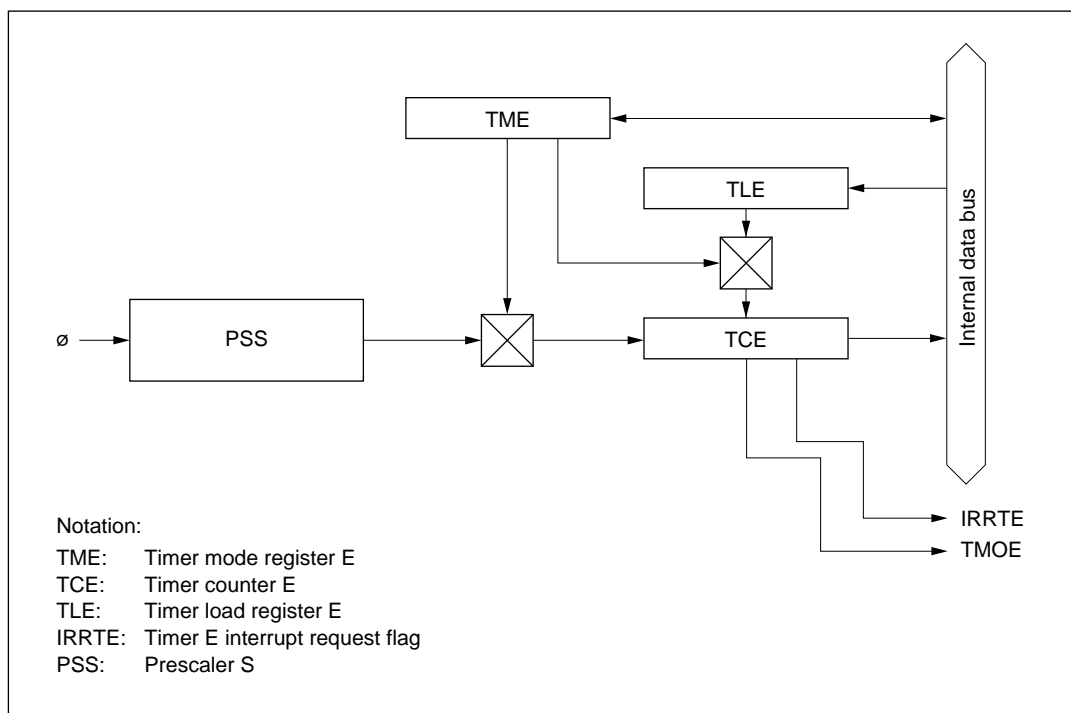 TME
TLE
Internal data bus
ø
PSS
TCE
IRRTE
TMOE
Notation:
TME: Timer mode register E
TCE: Timer counter E
TLE: Timer load register E
IRRTE: Timer E interrupt request flag
PSS: Prescaler S